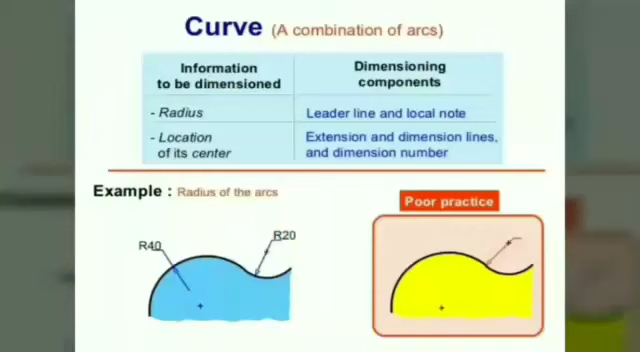 Curve (A combination of arcs)
Information
to be dimensioned
Dimensioning
components
- Radius
Leader line and local note
- Location
of its center
Extension and dimension lines,
and dimension number
Example : Radius of the arcs
Poor practice
R40
R20